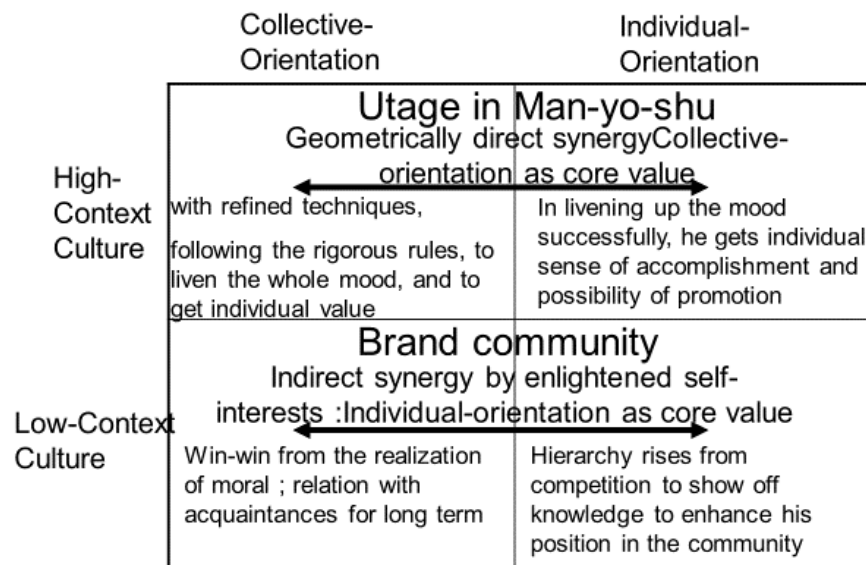 Collective-
Orientation
Individual-
Orientation
High-
Context
Culture
Utage in Man-yo-shu
Geometrically direct synergyCollective-
orientation as core value
with refined techniques,
following the rigorous rules, to
liven the whole mood, and to
get individual value
In livening up the mood
successfully, he gets individual
sense of accomplishment and
possibility of promotion
Low-Context
Culture
Brand community
Indirect synergy by enlightened self-
interests :Individual-orientation as core value
Win-win from the realization
of moral ; relation with
acquaintances for long term
Hierarchy rises from
competition to show off
knowledge to enhance his
position in the community